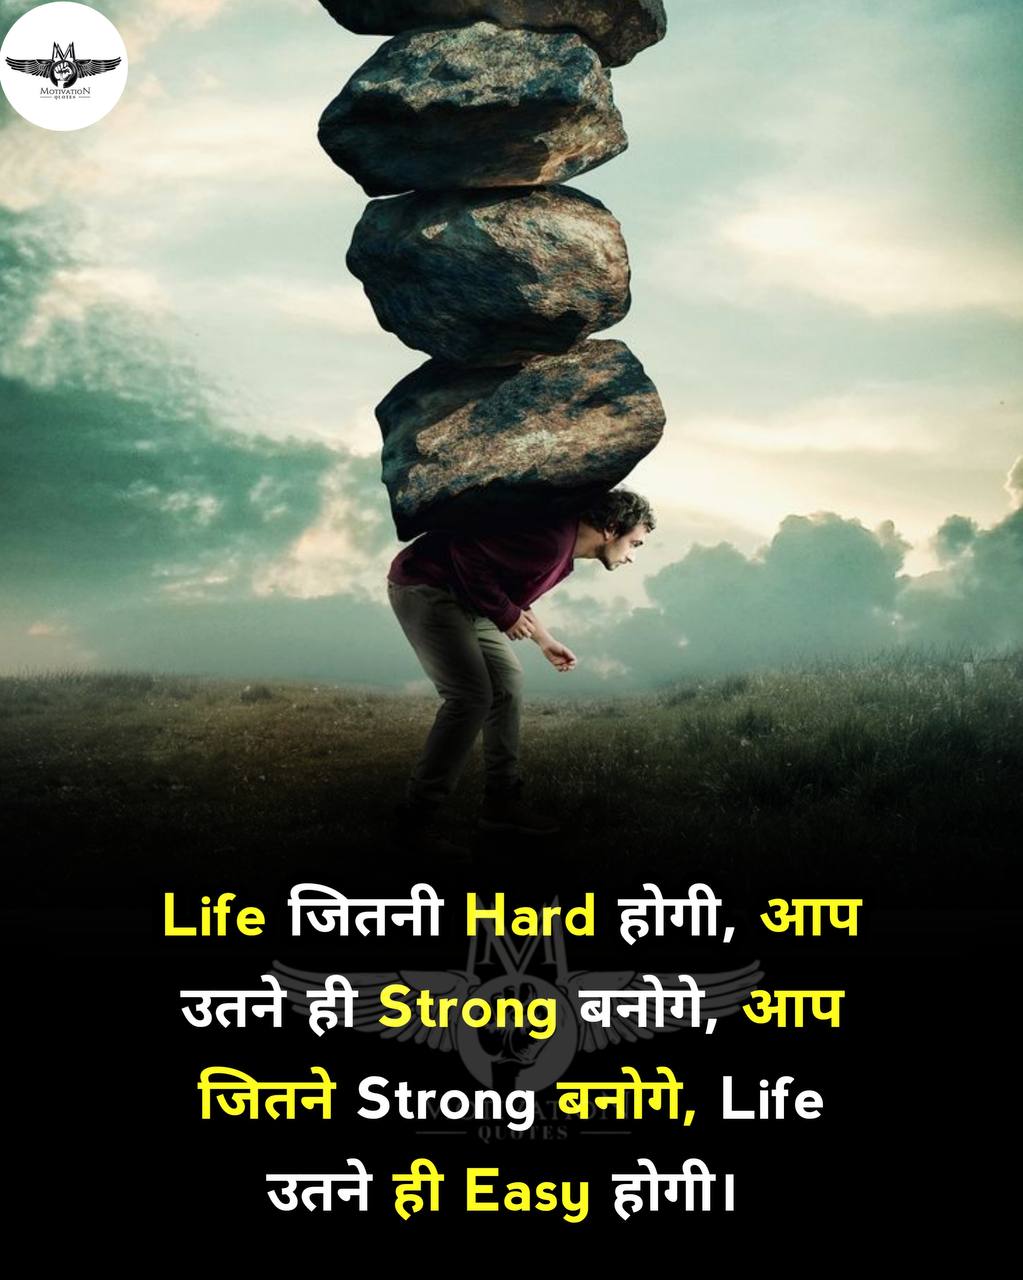 MOTIVATION
QUOTES
Life जितनी Hard होगी, आप
उतने ही Strong बनोगे, आप
जितने Strong बनोगे, Life
उतने ही Easy होगी।
MOTIVATION
QUOTES